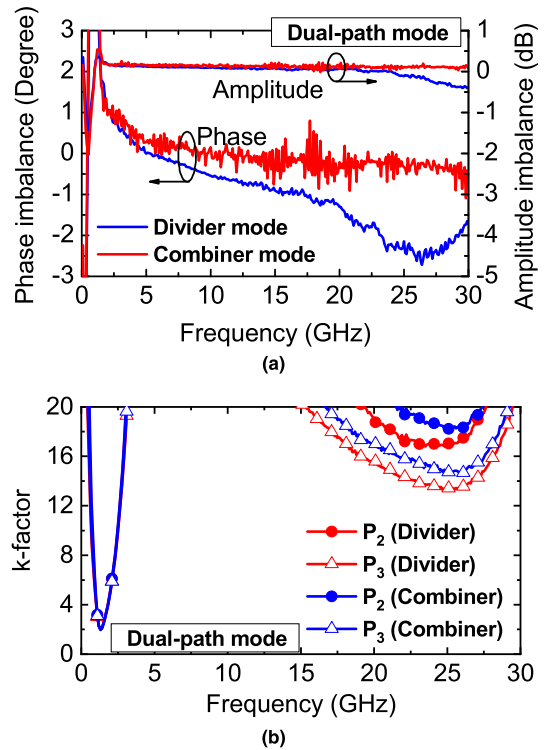 Dual-path mode
Phase imbalance (Degree)
3
2
1
0
-1
-2
-3
Amplitude
Phase
Divider mode
Combiner mode
1
0
-1
-2
-3
-4
-5
Amplitude imbalance (dB)
0 5 10 15 20 25 30
Frequency (GHz)
(a)
k-factor
20
16
12
8
4
0
P2 (Divider)
P3 (Divider)
P2 (Combiner)
P3 (Combiner)
Dual-path mode
0 5 10 15 20 25 30
Frequency (GHz)
(b)